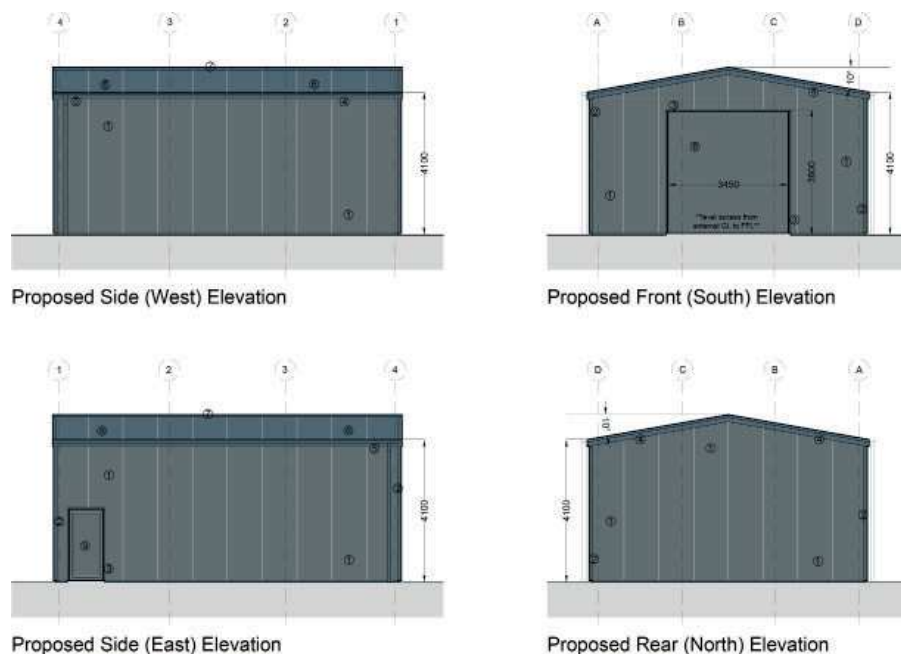 4 3 2 1
A B C D
4100
10°
4100
3600
3450
"level access from
external GL to FFL"
Proposed Side (West) Elevation
Proposed Front (South) Elevation
1 2 3 4
D C B A
4100
10°
4100
Proposed Side (East) Elevation
Proposed Rear (North) Elevation